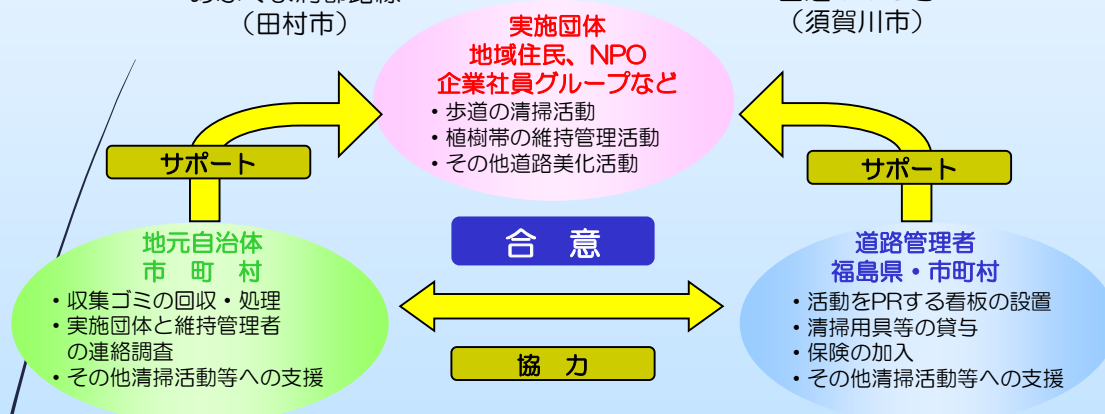 （田村市）
（須賀川市）
実施団体
地域住民、NPO
企業社員グループなど
・歩道の清掃活動
・植樹帯の維持管理活動
・その他道路美化活動
サポート
サポート
合　意
地元自治体
市　町　村
・収集ゴミの回収・処理
・実施団体と維持管理者
の連絡調査
・その他清掃活動等への支援
道路管理者
福島県・市町村
・活動をPRする看板の設置
・清掃用具等の貸与
・保険の加入
・その他清掃活動等への支援
協　力